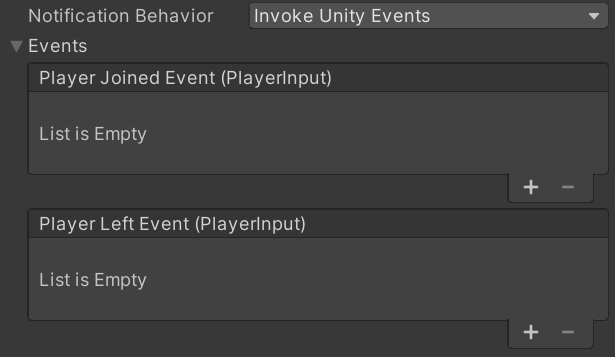 Notification Behavior Invoke Unity Events
Events
Player Joined Event (PlayerInput)
List is Empty
Player Left Event (PlayerInput)
List is Empty